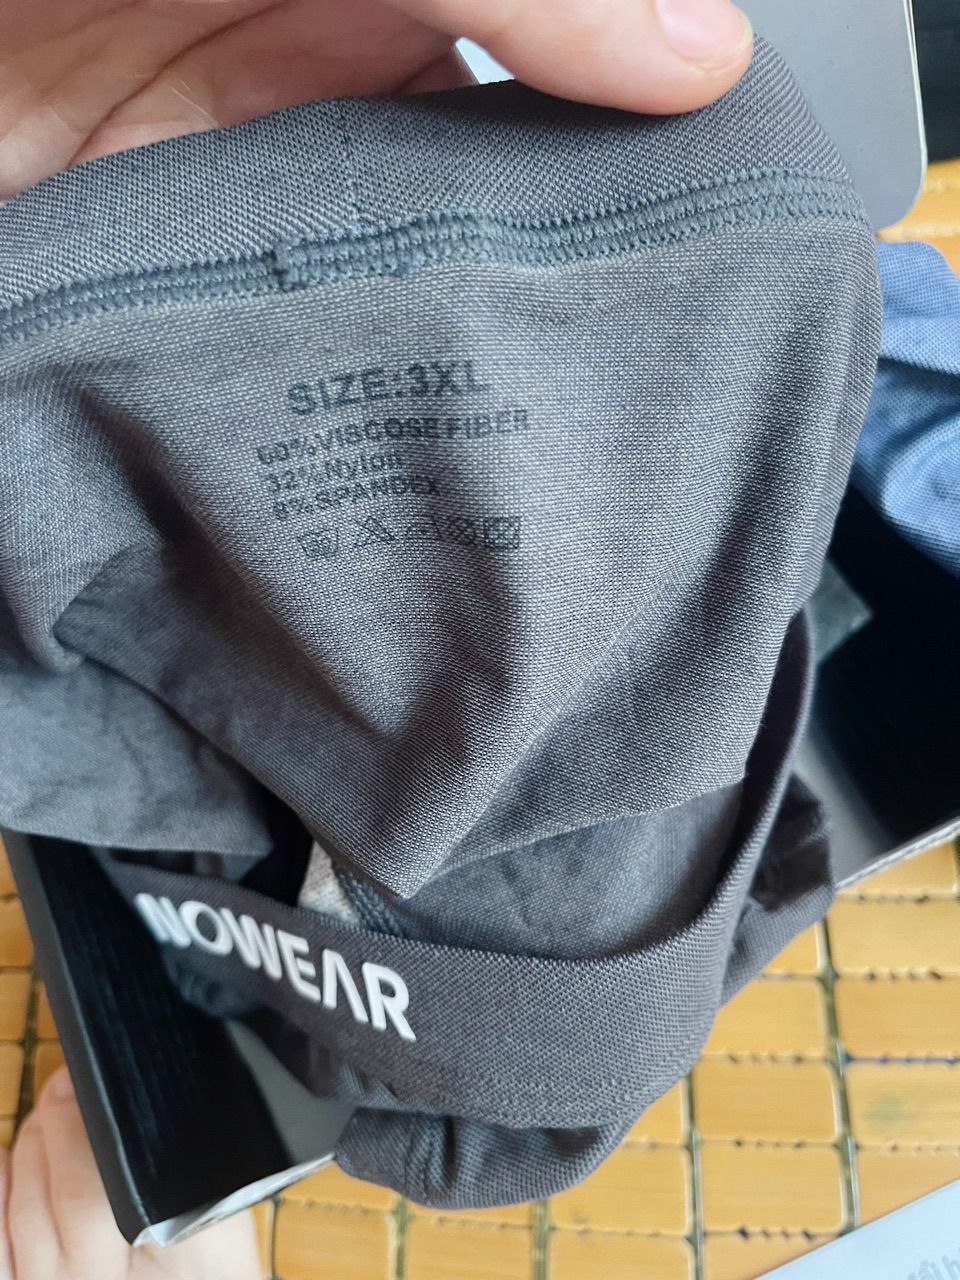 SIZE:3XL
60%VISCOSE FIBER
32%Nylon
8%SPANDEX
NOWEAR